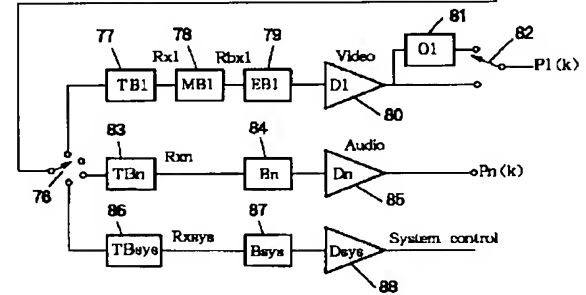 81
82
77
78
79
Rx1
Rbx1
Video
O1
P1(k)
TB1
MB1
EB1
D1
80
83
84
Audio
Rxn
TBn
Bn
Dn
Pn(k)
76
85
86
87
Rxsys
System control
TBsys
Bsys
Dsys
88